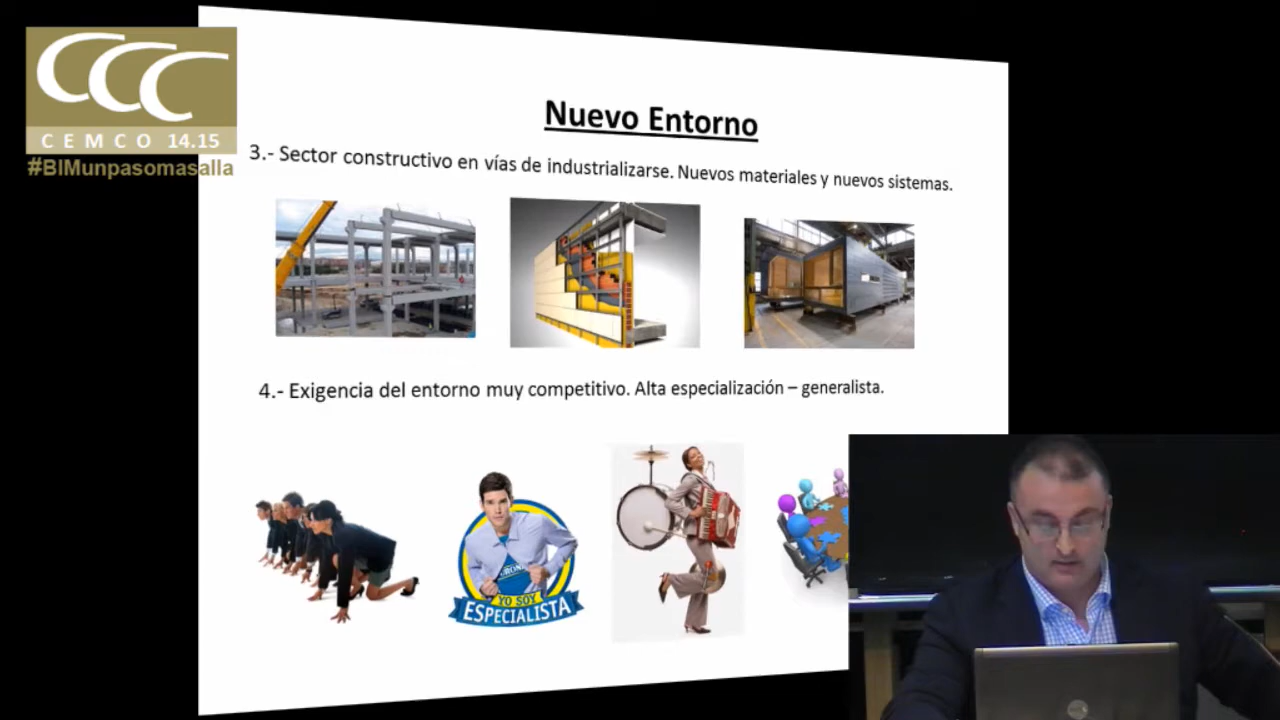 CCC
CEMCO 14.15
#BIMunpasomasalla
Nuevo Entorno
3.- Sector constructivo en vías de industrializarse. Nuevos materiales y nuevos sistemas.
4.- Exigencia del entorno muy competitivo. Alta especialización – generalista.
YO SOY
ESPECIALISTA